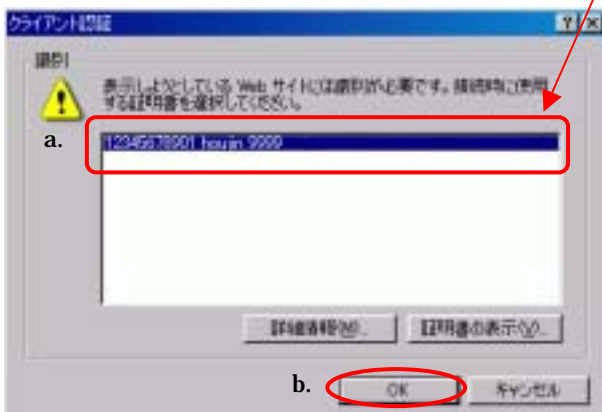 クライアント認証
識別
表示しようとしている Web サイトには識別が必要です。接続時に使用
する証明書を選択してください。
a.
12345678901 houjin 9999
詳細情報(M)...
証明書の表示(V)...
b.
OK
キャンセル